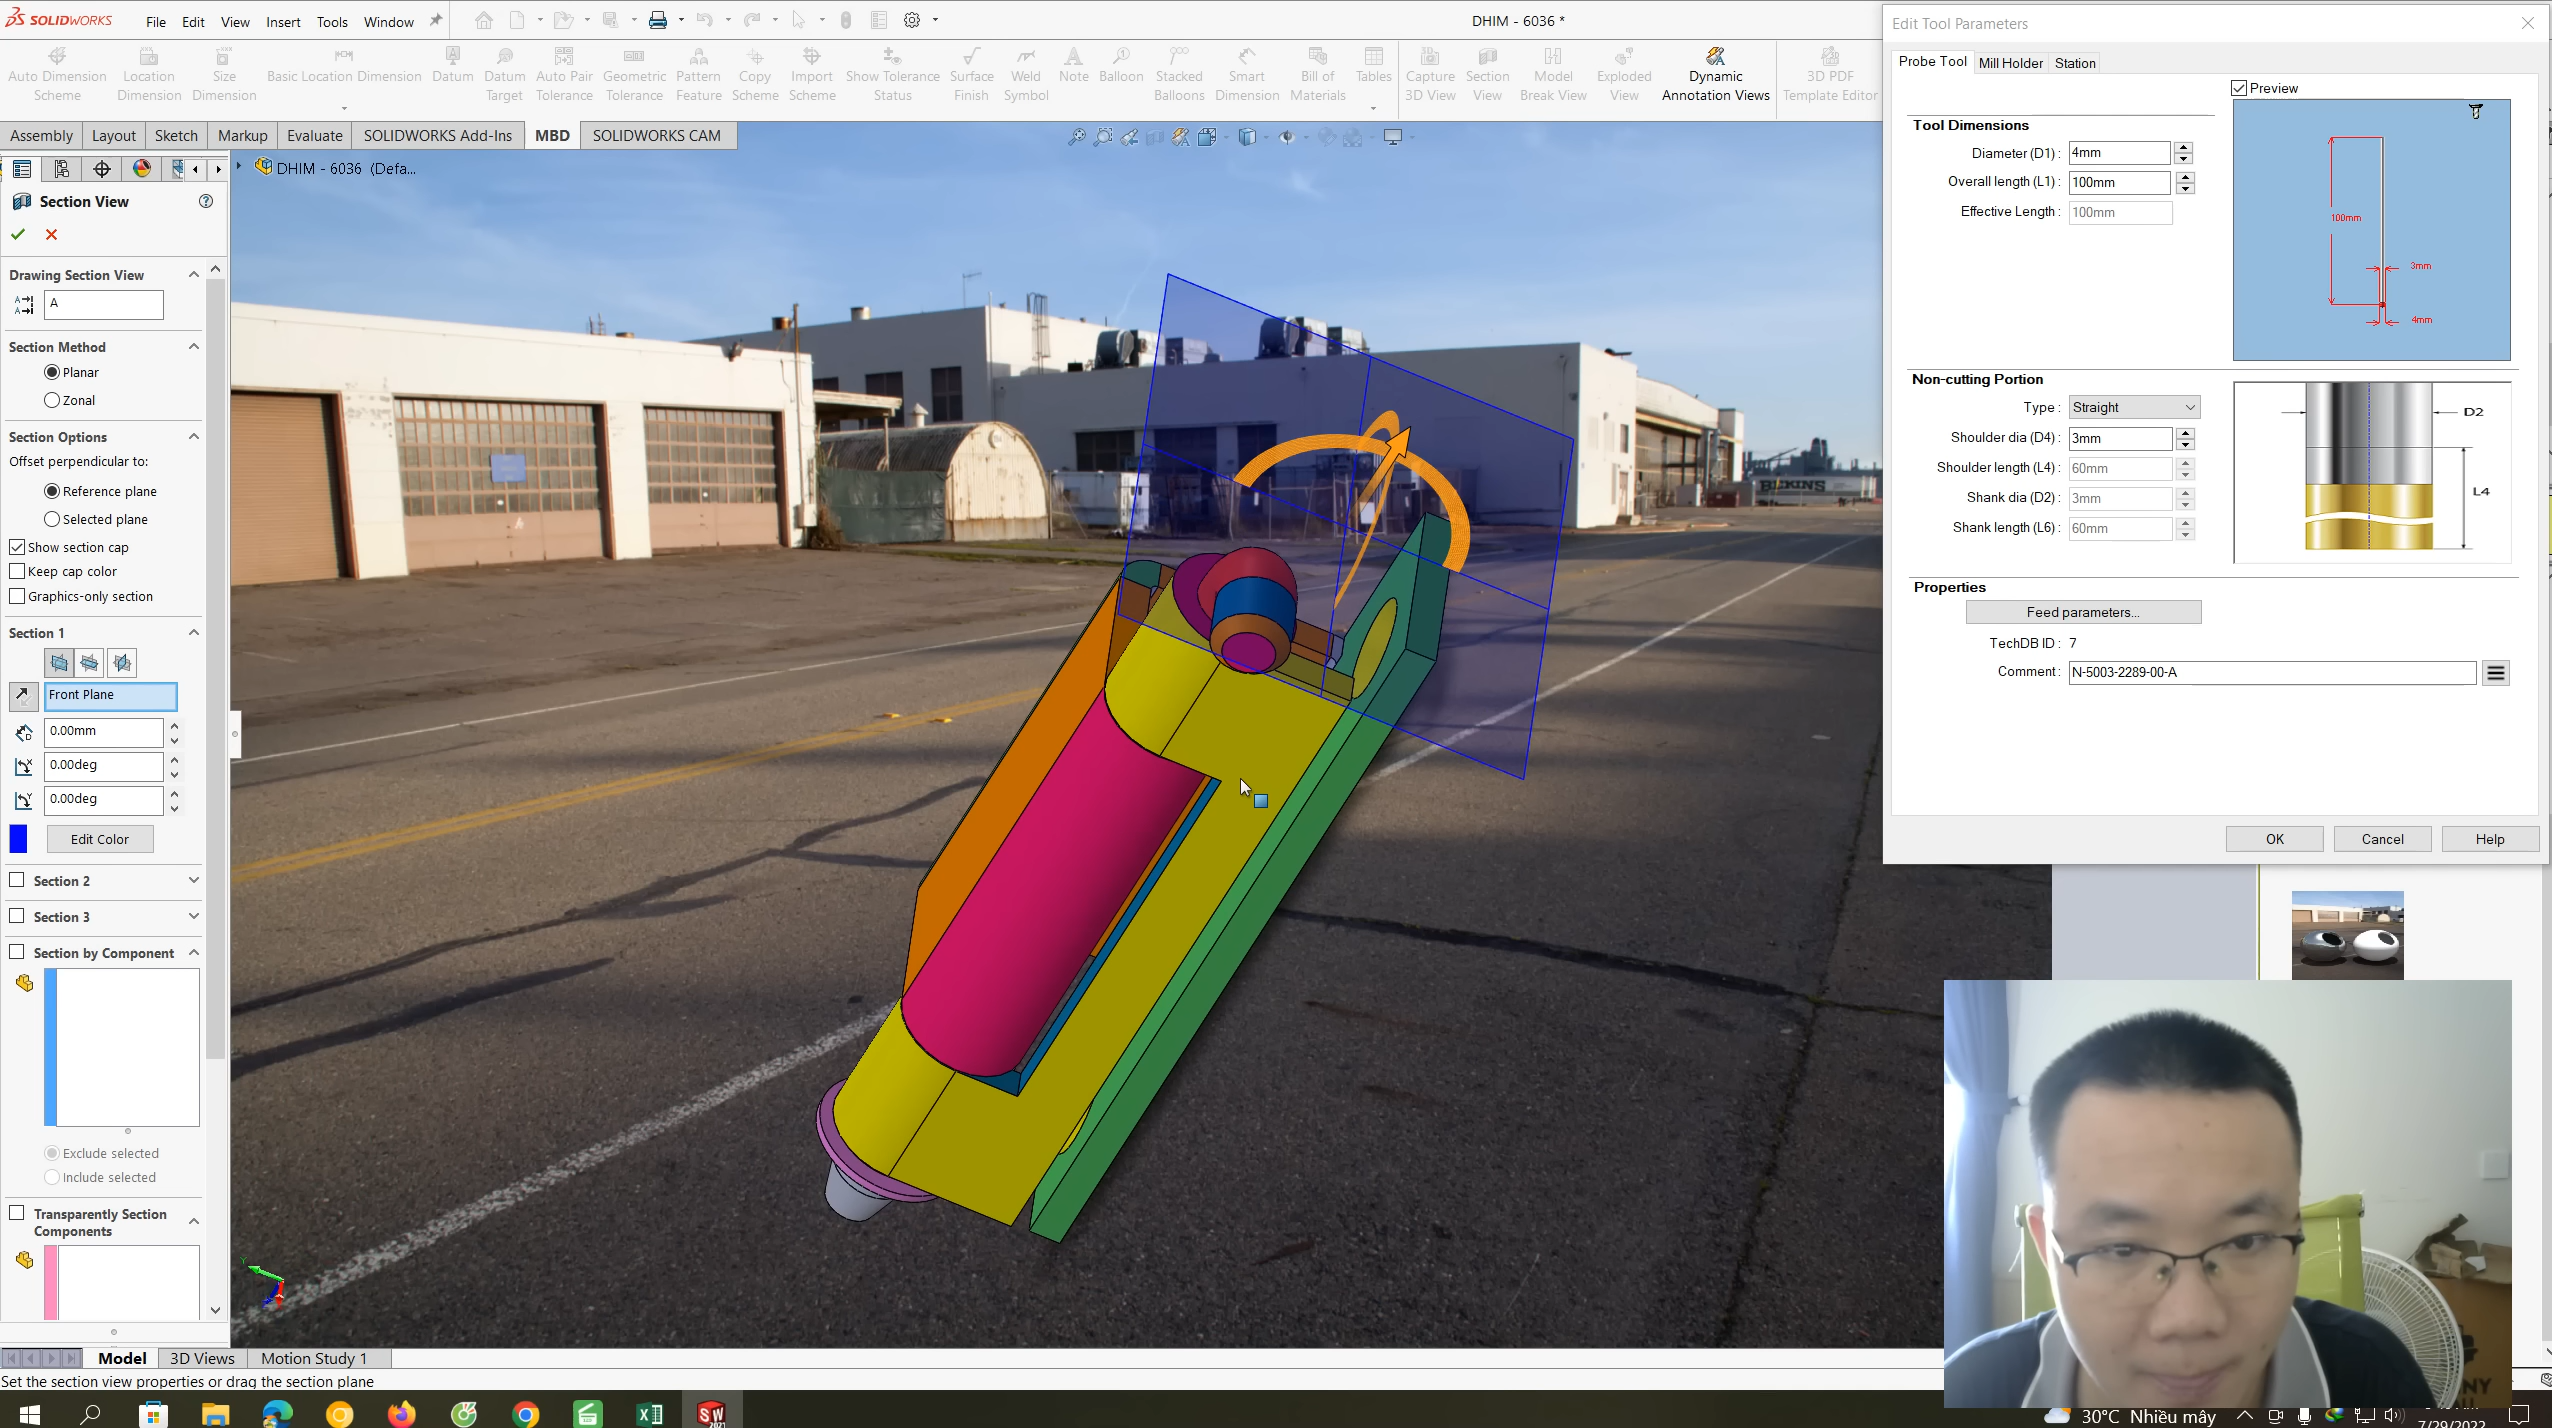 SOLIDWORKS File Edit View Insert Tools Window DHIM - 6036 *
Auto Dimension Scheme
Location Dimension
Size Dimension
Basic Location Dimension
Datum
Datum Target
Auto Pair Tolerance
Geometric Tolerance
Pattern Feature
Copy Scheme
Import Scheme
Show Tolerance Status
Surface Finish
Weld Symbol
Note
Balloon
Stacked Balloons
Smart Dimension
Bill of Materials
Tables
Capture 3D View
Section View
Model Break View
Exploded View
Dynamic Annotation Views
3D PDF Template Editor
Assembly Layout Sketch Markup Evaluate SOLIDWORKS Add-Ins MBD SOLIDWORKS CAM
DHIM - 6036 (Defa...
Section View
Drawing Section View
A
Section Method
Planar
Zonal
Section Options
Offset perpendicular to:
Reference plane
Selected plane
Show section cap
Keep cap color
Graphics-only section
Section 1
Front Plane
0.00mm
0.00deg
0.00deg
Edit Color
Section 2
Section 3
Section by Component
Exclude selected
Include selected
Transparently Section
Components
BEKINS
Edit Tool Parameters
Probe Tool Mill Holder Station
Preview
Tool Dimensions
Diameter (D1) : 4mm
Overall length (L1) : 100mm
Effective Length : 100mm
100mm
3mm
4mm
Non-cutting Portion
Type : Straight
Shoulder dia (D4) : 3mm
Shoulder length (L4) : 60mm
Shank dia (D2) : 3mm
Shank length (L6) : 60mm
D2
L4
Properties
Feed parameters...
TechDB ID : 7
Comment : N-5003-2289-00-A
OK Cancel Help
Model 3D Views Motion Study 1
Set the section view properties or drag the section plane
SW
2021
30°C Nhiều mây
7/29/2022